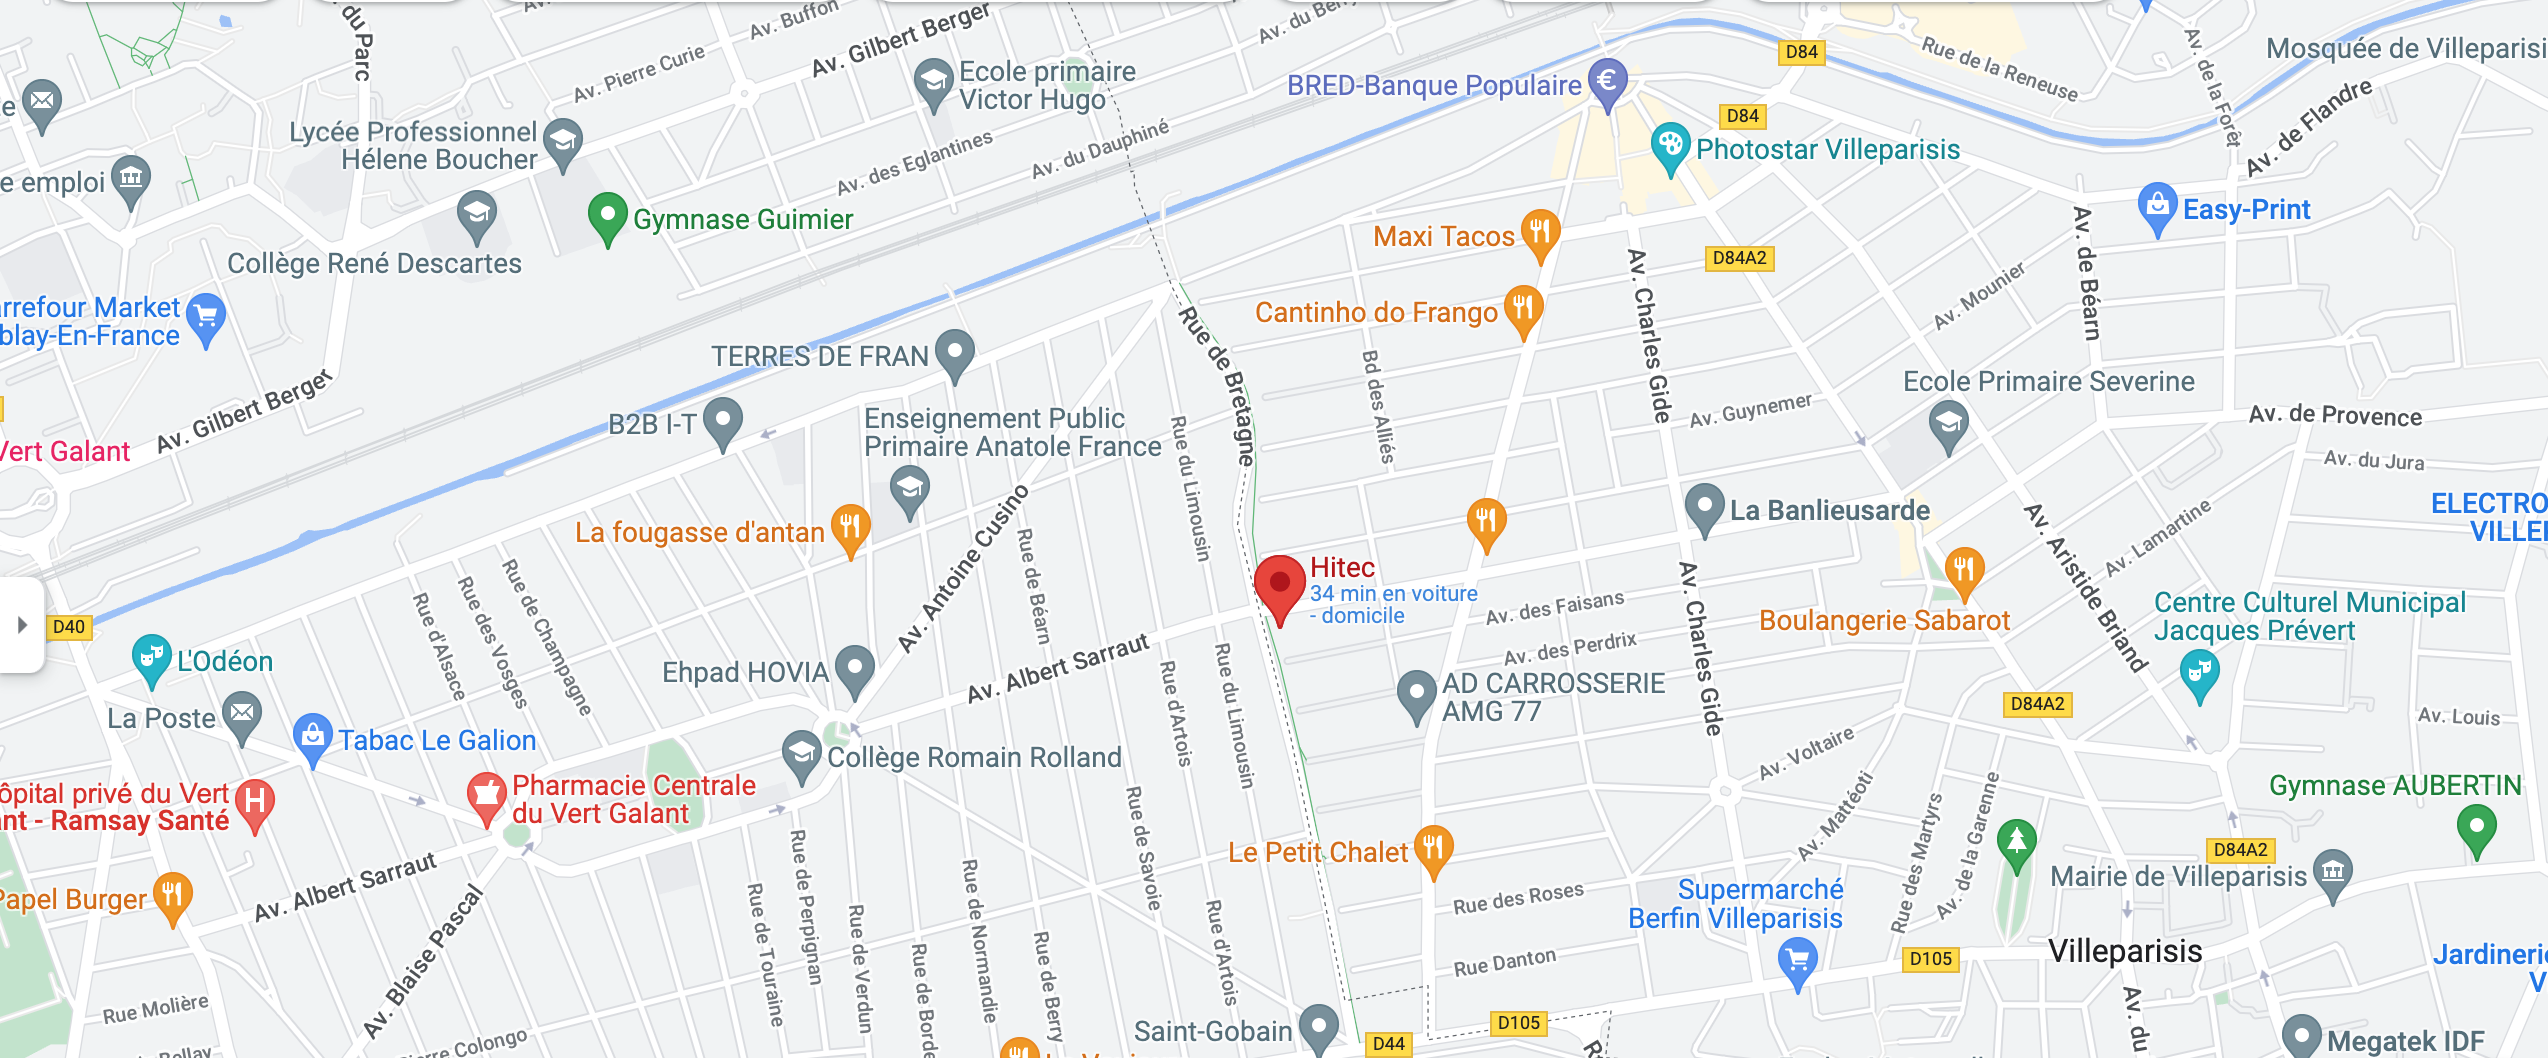 du Parc
Av. Buffon
Av. Gilbert Berger
Av. Pierre Curie
Ecole primaire
Victor Hugo
Lycée Professionnel
Hélene Boucher
e emploi
Gymnase Guimier
Collège René Descartes
Av. des Eglantines
Av. du Dauphiné
BRED-Banque Populaire
D84
Rue de la Reneuse
Av. de la Forêt
Mosquée de Villeparisi
Av. de Flandre
D84
Photostar Villeparisis
Easy-Print
Maxi Tacos
D84A2
Av. Charles Gide
Av. Mounier
Av. de Béarn
Cantinho do Frango
arrefour Market
blay-En-France
Av. Gilbert Berger
Vert Galant
TERRES DE FRAN
B2B I-T
Enseignement Public
Primaire Anatole France
Rue de Bretagne
Bd des Alliés
Av. Guynemer
Ecole Primaire Severine
Av. de Provence
Av. du Jura
Rue du Limousin
La fougasse d'antan
Av. Antoine Cusino
Rue de Béarn
La Banlieusarde
Av. Aristide Briand
Av. Lamartine
ELECTRO
VILLE
Hitec
34 min en voiture
- domicile
Av. des Faisans
Av. des Perdrix
Av. Charles Gide
Boulangerie Sabarot
Centre Culturel Municipal
Jacques Prévert
D40
L'Odéon
Rue d'Alsace
Rue des Vosges
Rue de Champagne
Ehpad HOVIA
Av. Albert Sarraut
Rue d'Artois
Rue du Limousin
AD CARROSSERIE
AMG 77
D84A2
Av. Louis
La Poste
Tabac Le Galion
Collège Romain Rolland
Av. Voltaire
Av. Mattéoti
Gymnase AUBERTIN
ôpital privé du Vert
nt - Ramsay Santé
Pharmacie Centrale
du Vert Galant
Rue de Savoie
Le Petit Chalet
Rue des Martyrs
Av. de la Garenne
D84A2
Mairie de Villeparisis
Papel Burger
Av. Albert Sarraut
Av. Blaise Pascal
Rue de Touraine
Rue de Perpignan
Rue de Verdun
Rue de Borde
Rue de Normandie
Rue de Berry
Rue d'Artois
Rue des Roses
Supermarché
Berfin Villeparisis
Rue Danton
D105
Villeparisis
Jardinerie
V
Rue Molière
erre Colongo
Saint-Gobain
D44
D105
Av. du
Megatek IDF